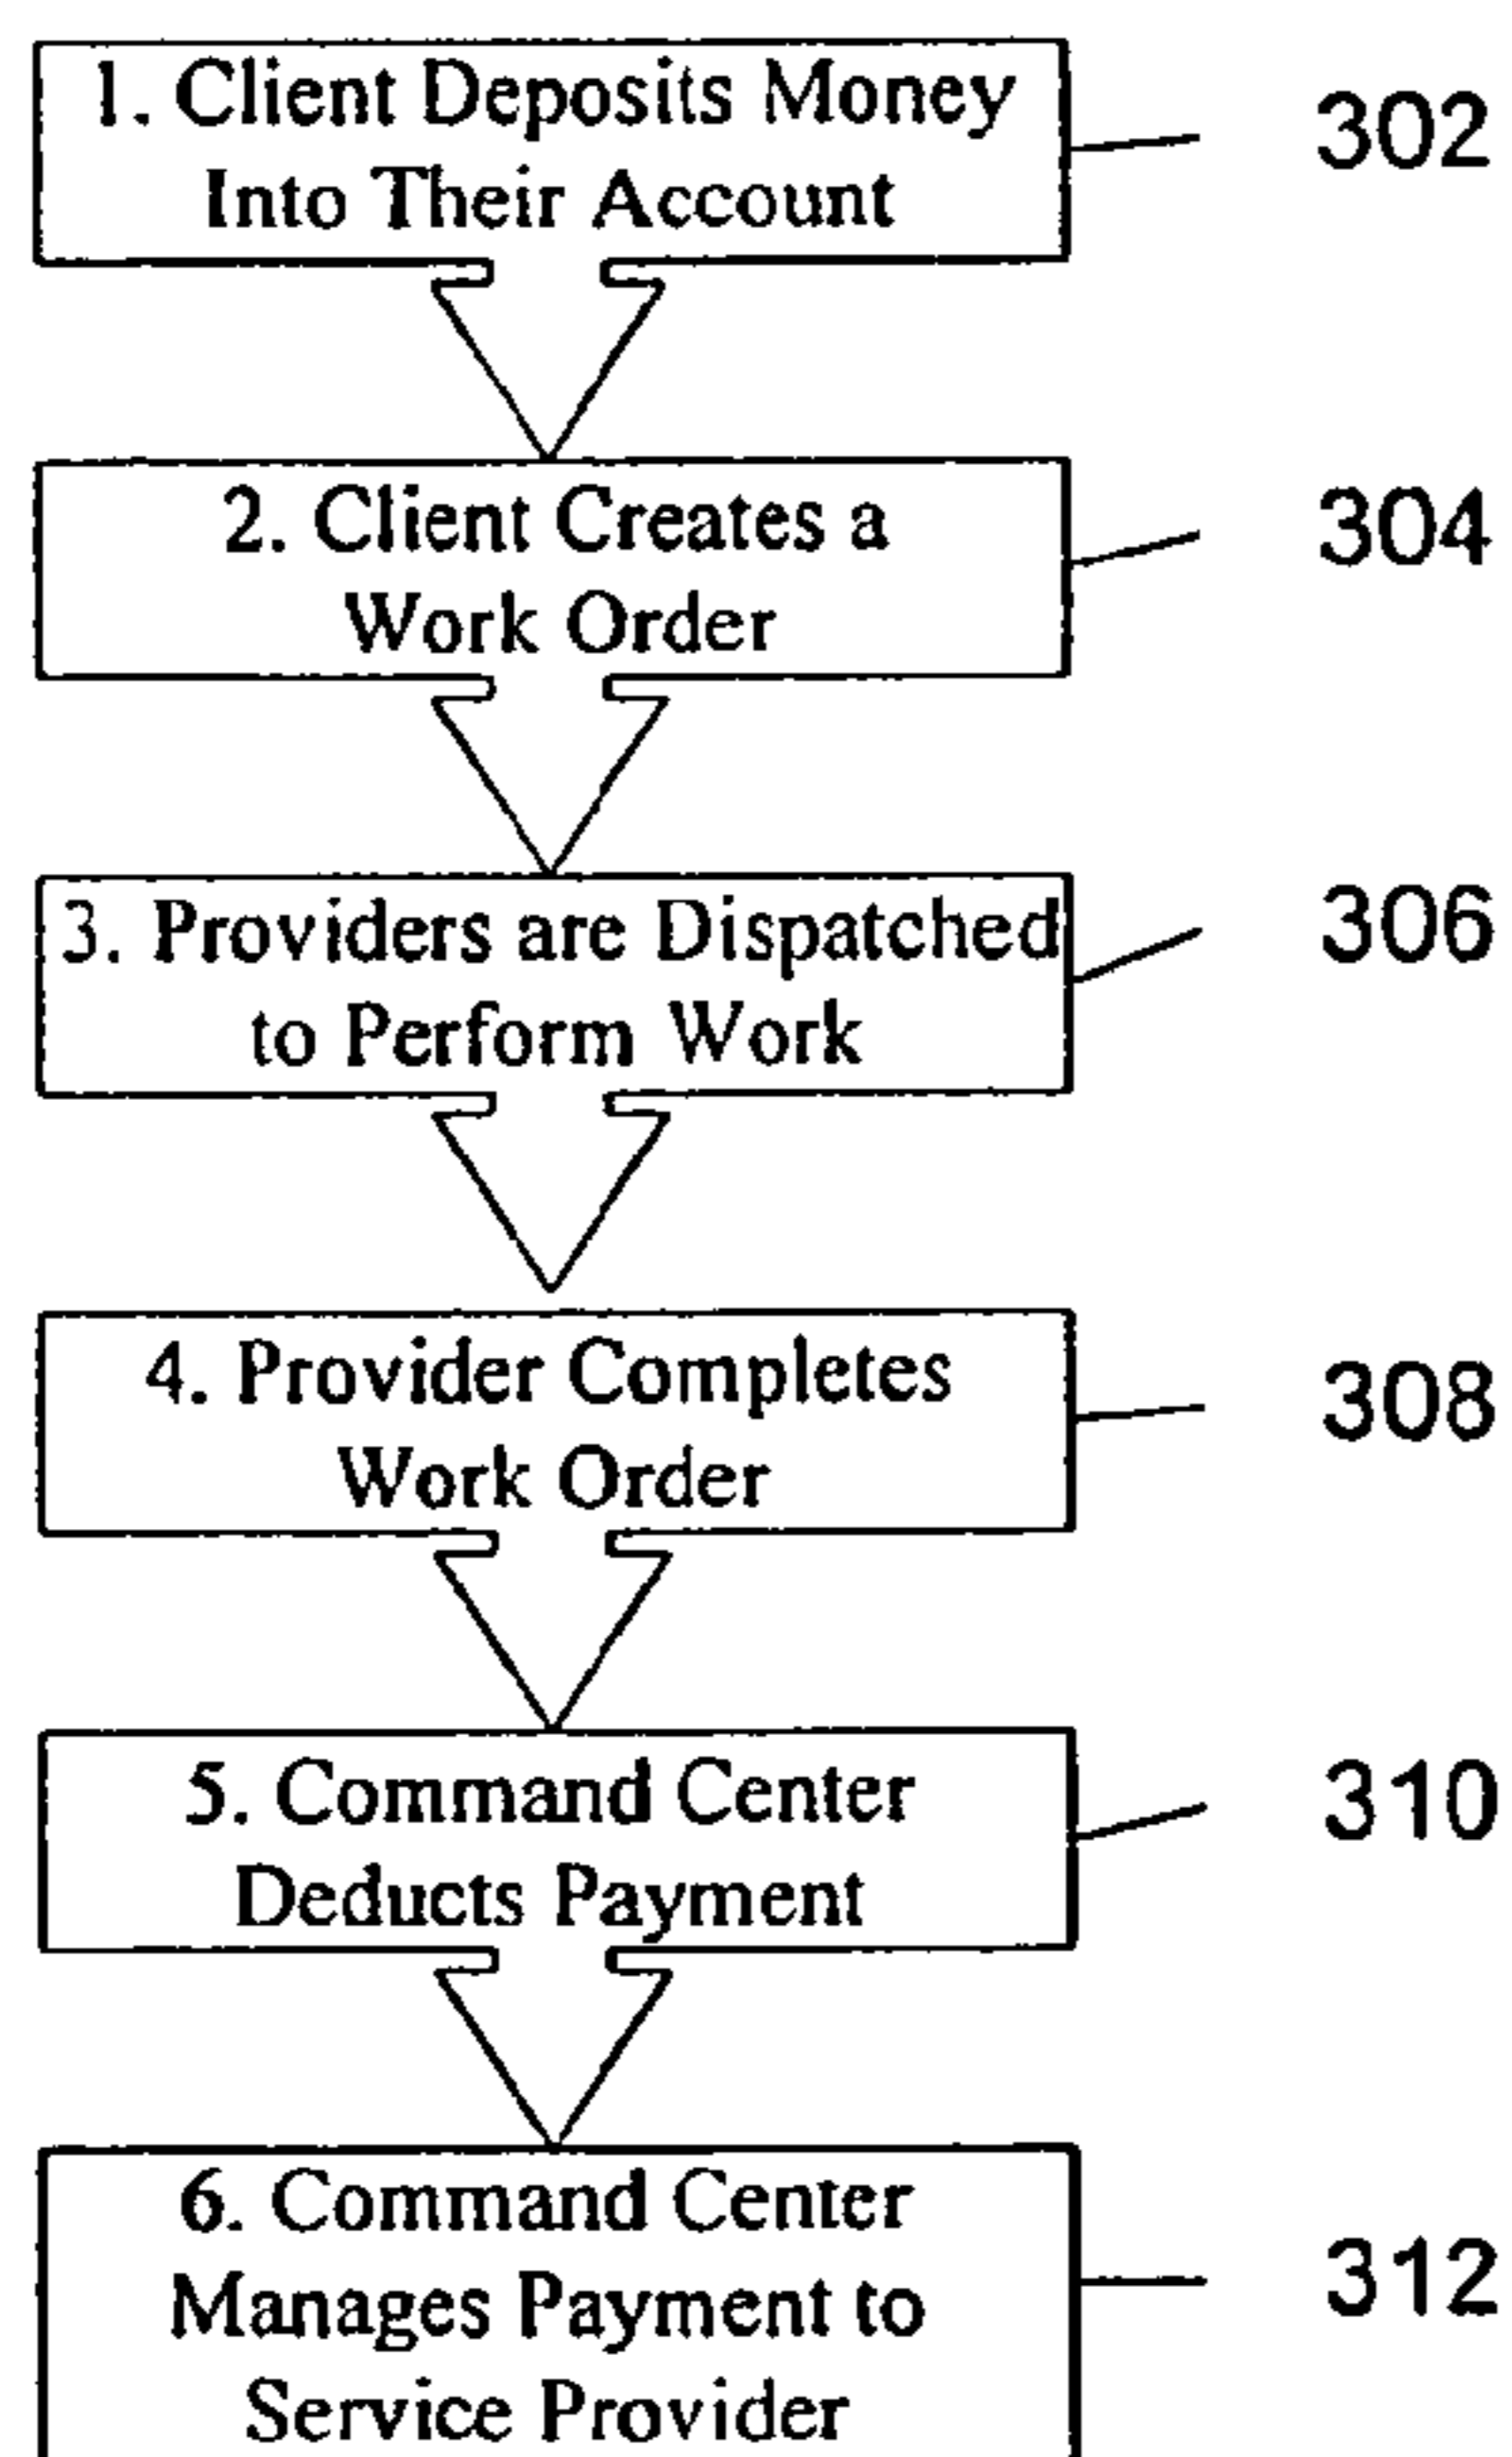 1. Client Deposits Money
Into Their Account
302
2. Client Creates a
Work Order
304
3. Providers are Dispatched
to Perform Work
306
4. Provider Completes
Work Order
308
5. Command Center
Deducts Payment
310
6. Command Center
Manages Payment to
Service Provider
312